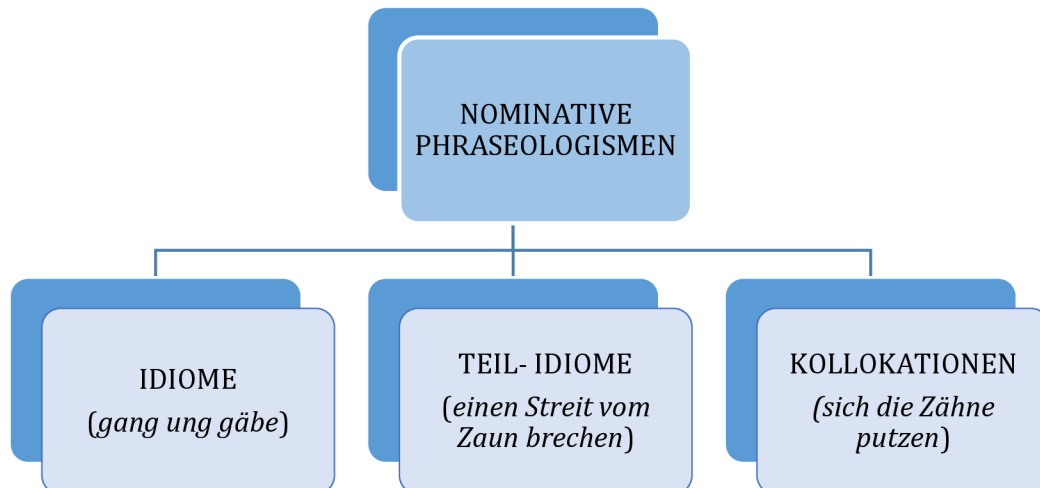 NOMINATIVE
PHRASEOLOGISMEN
IDIOME
(gang ung gäbe)
TEIL- IDIOME
(einen Streit vom
Zaun brechen)
KOLLOKATIONEN
(sich die Zähne
putzen)